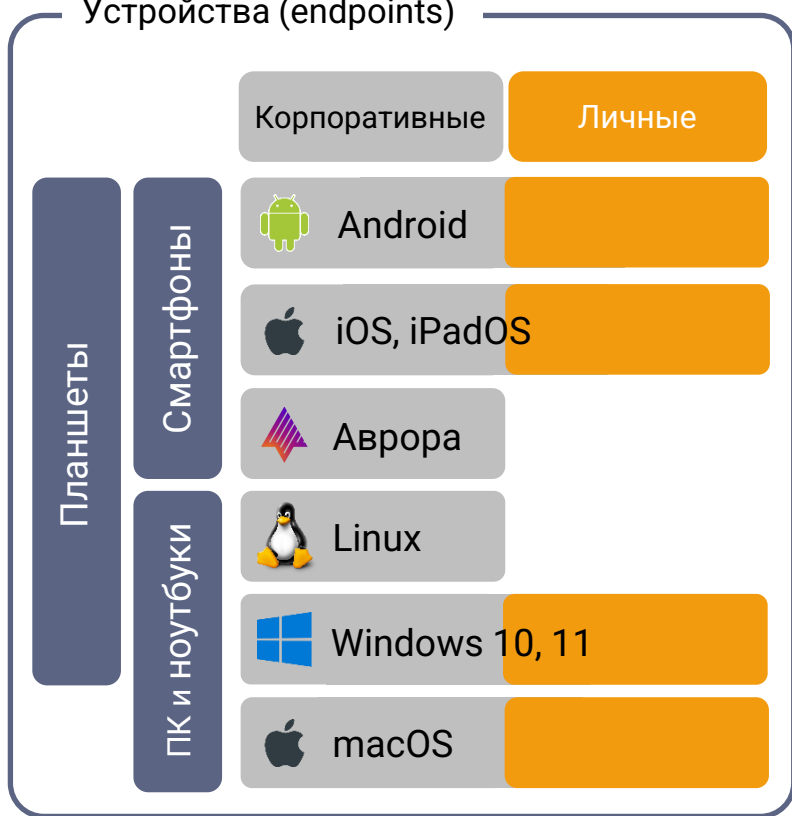 Устройства (endpoints)
Корпоративные
Личные
Планшеты
Смартфоны
Android
iOS, iPadOS
Аврора
ПК и ноутбуки
Linux
Windows 10, 11
macOS